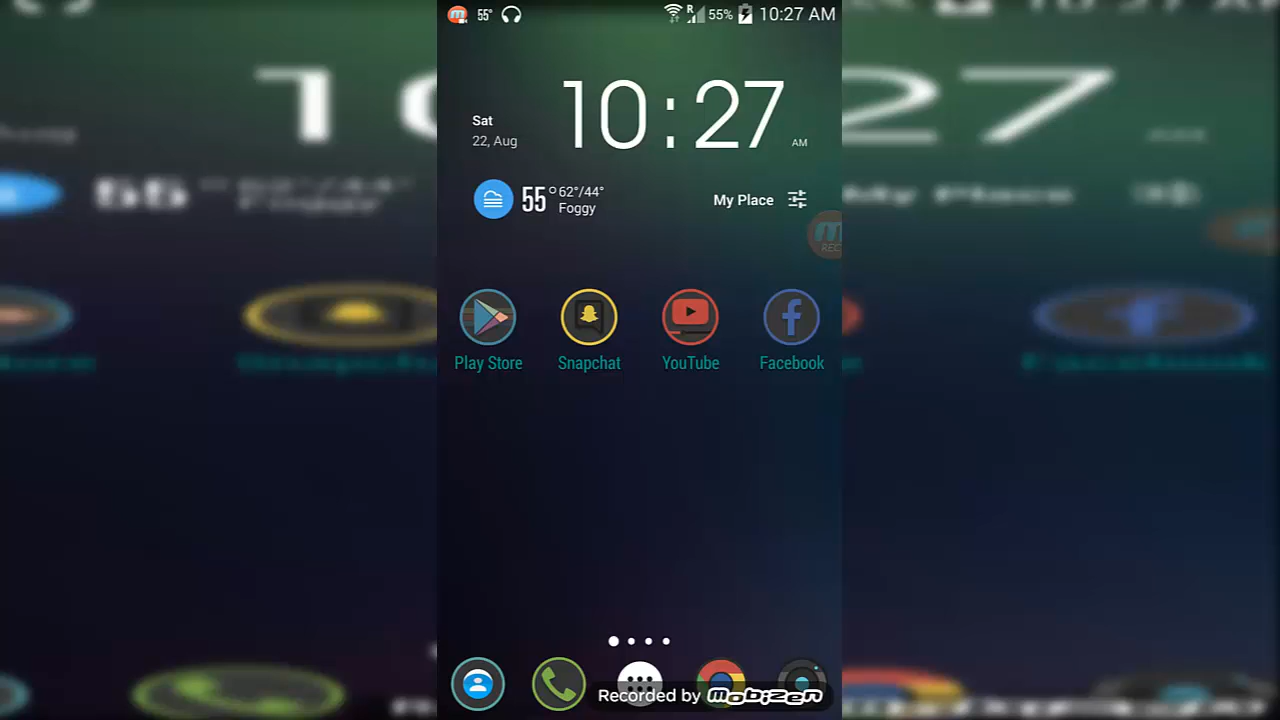 55° R 55% 10:27 AM
10:27
AM
Sat
22, Aug
55° 62°/44°
Foggy
My Place
REC
Play Store Snapchat YouTube Facebook
Recorded by mobizen